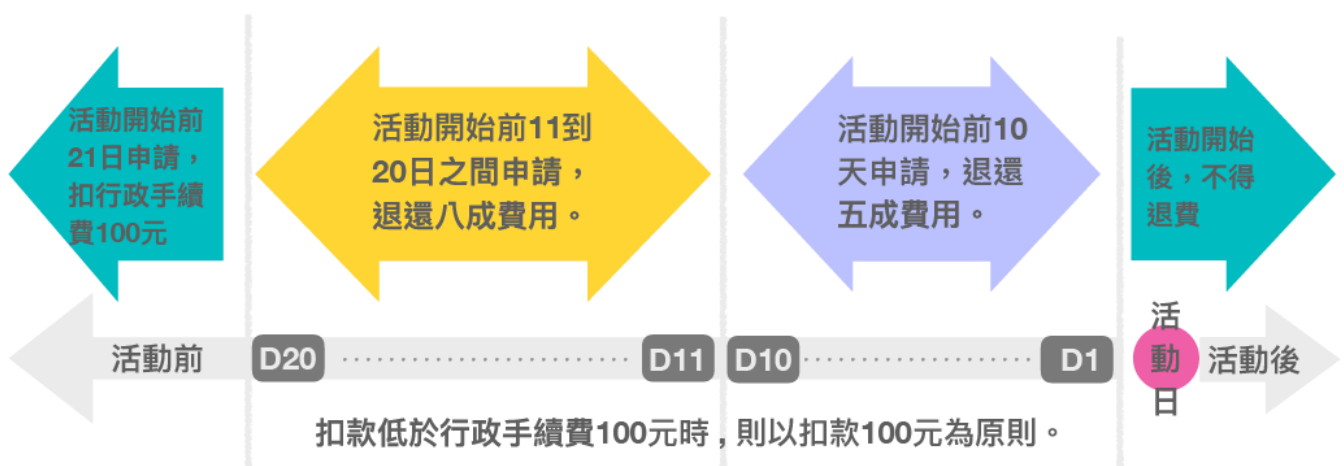 活動開始前
21日申請，
扣行政手續
費100元
活動開始前11到
20日之間申請，
退還八成費用。
活動開始前10
天申請，退還
五成費用。
活動開始
後，不得
退費
活動前
D20
D11
D10
D1
活動日
活動後
扣款低於行政手續費100元時 , 則以扣款100元為原則。